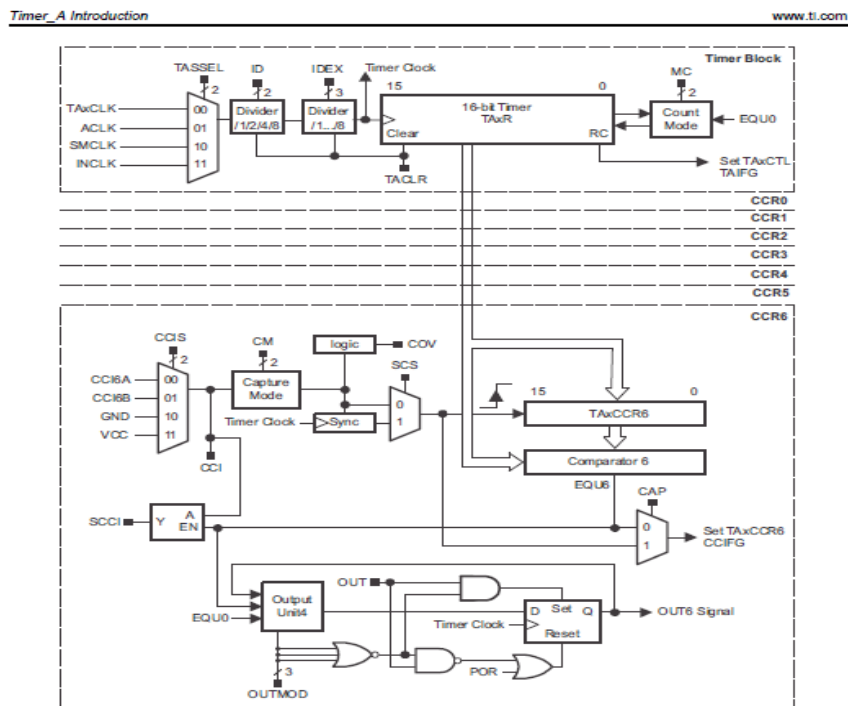 Timer_A Introduction
www.ti.com
Timer Block
TASSEL
ID
IDEX
Timer Clock
MC
2
2
3
2
15
0
TAxCLK
ACLK
SMCLK
INCLK
00
01
10
11
Divider
/1/2/4/8
Divider
/1.../8
16-bit Timer
TAxR
Clear
RC
Count
Mode
EQU0
TACLR
Set TAxCTL
TAIFG
CCR0
CCR1
CCR2
CCR3
CCR4
CCR5
CCR6
CCIS
2
CM
2
logic
COV
SCS
CCI6A
CCI6B
GND
VCC
00
01
10
11
Capture
Mode
Timer Clock
Sync
0
1
15
0
TAxCCR6
Comparator 6
EQU6
CCI
CAP
SCCI
Y
A
EN
0
1
Set TAxCCR6
CCIFG
OUT
EQU0
Output
Unit4
Timer Clock
D
Set
Q
Reset
OUT6 Signal
POR
3
OUTMOD